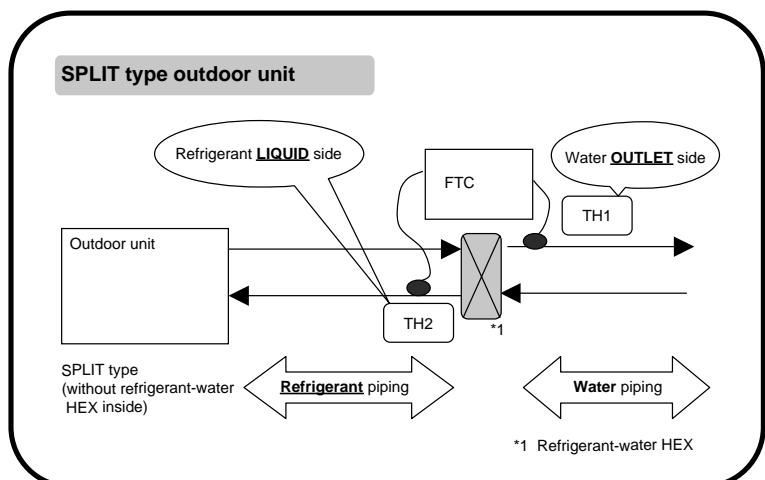 SPLIT type outdoor unit
Refrigerant LIQUID side
FTC
Water OUTLET side
TH1
Outdoor unit
TH2
*1
SPLIT type
(without refrigerant-water
HEX inside)
Refrigerant piping
Water piping
*1 Refrigerant-water HEX